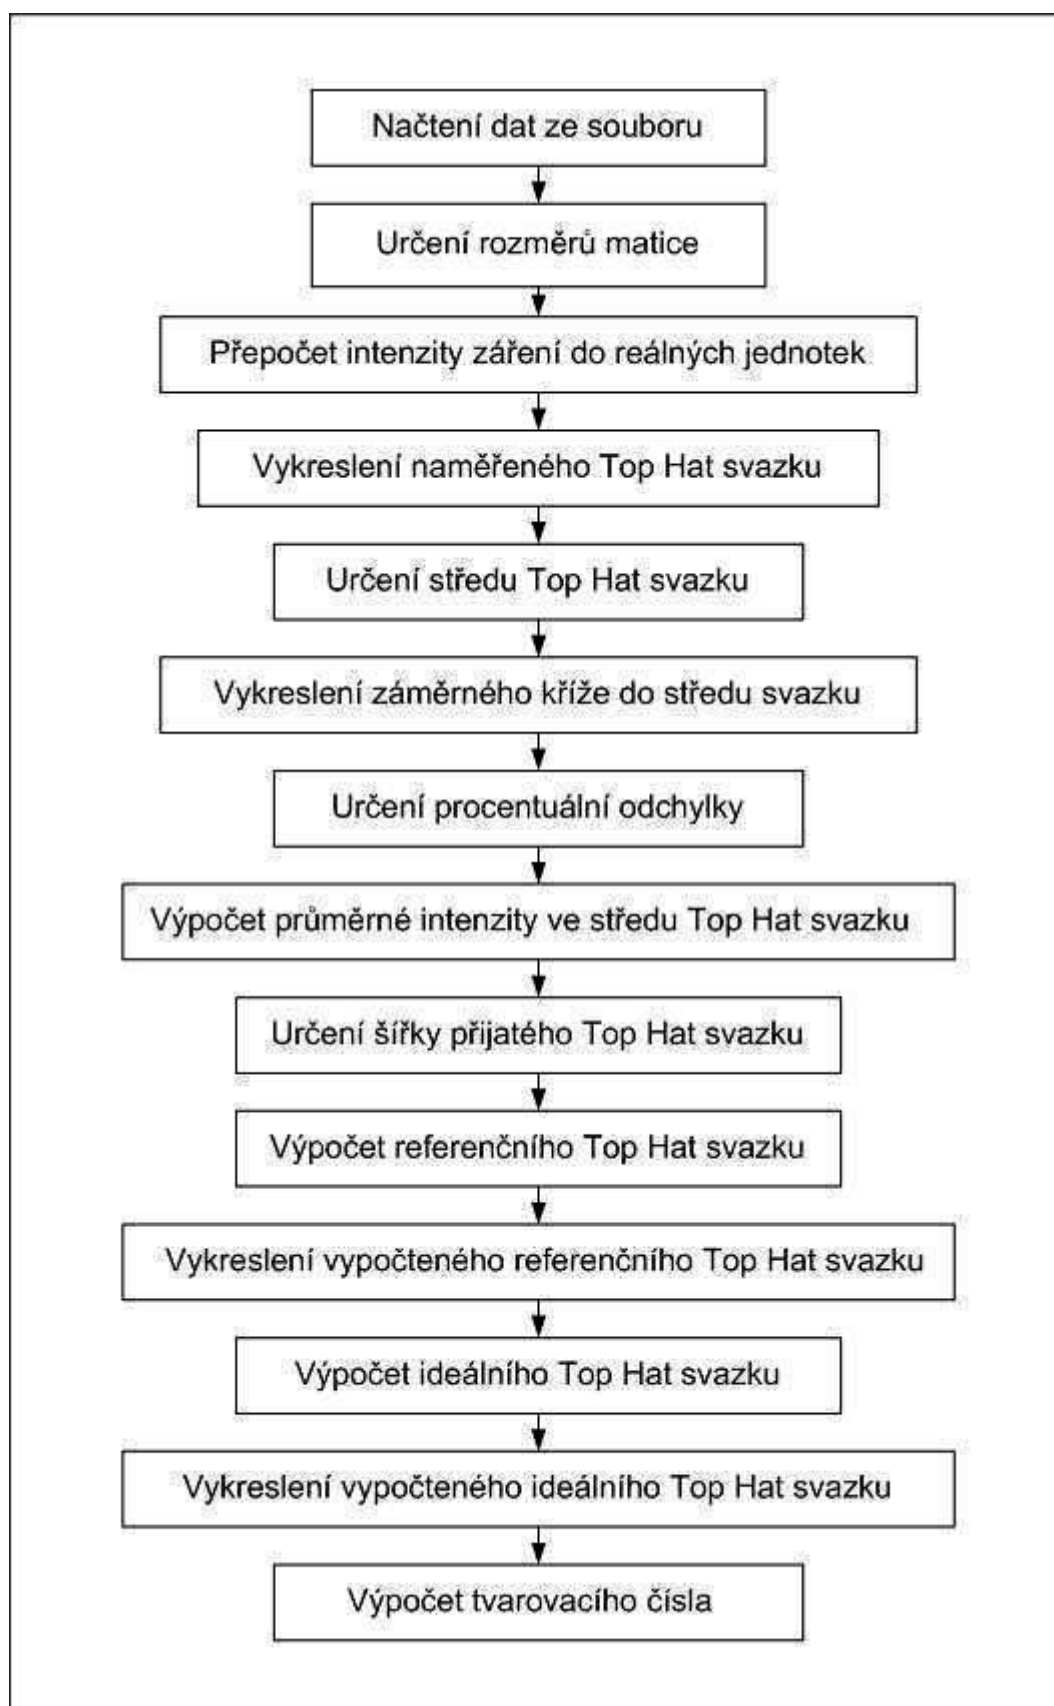 Načtení dat ze souboru
Určení rozměrů matice
Přepočet intenzity záření do reálných jednotek
Vykreslení naměřeného Top Hat svazku
Určení středu Top Hat svazku
Vykreslení záměrného kříže do středu svazku
Určení procentuální odchylky
Výpočet průměrné intenzity ve středu Top Hat svazku
Určení šířky přijatého Top Hat svazku
Výpočet referenčního Top Hat svazku
Vykreslení vypočteného referenčního Top Hat svazku
Výpočet ideálního Top Hat svazku
Vykreslení vypočteného ideálního Top Hat svazku
Výpočet tvarovacího čísla